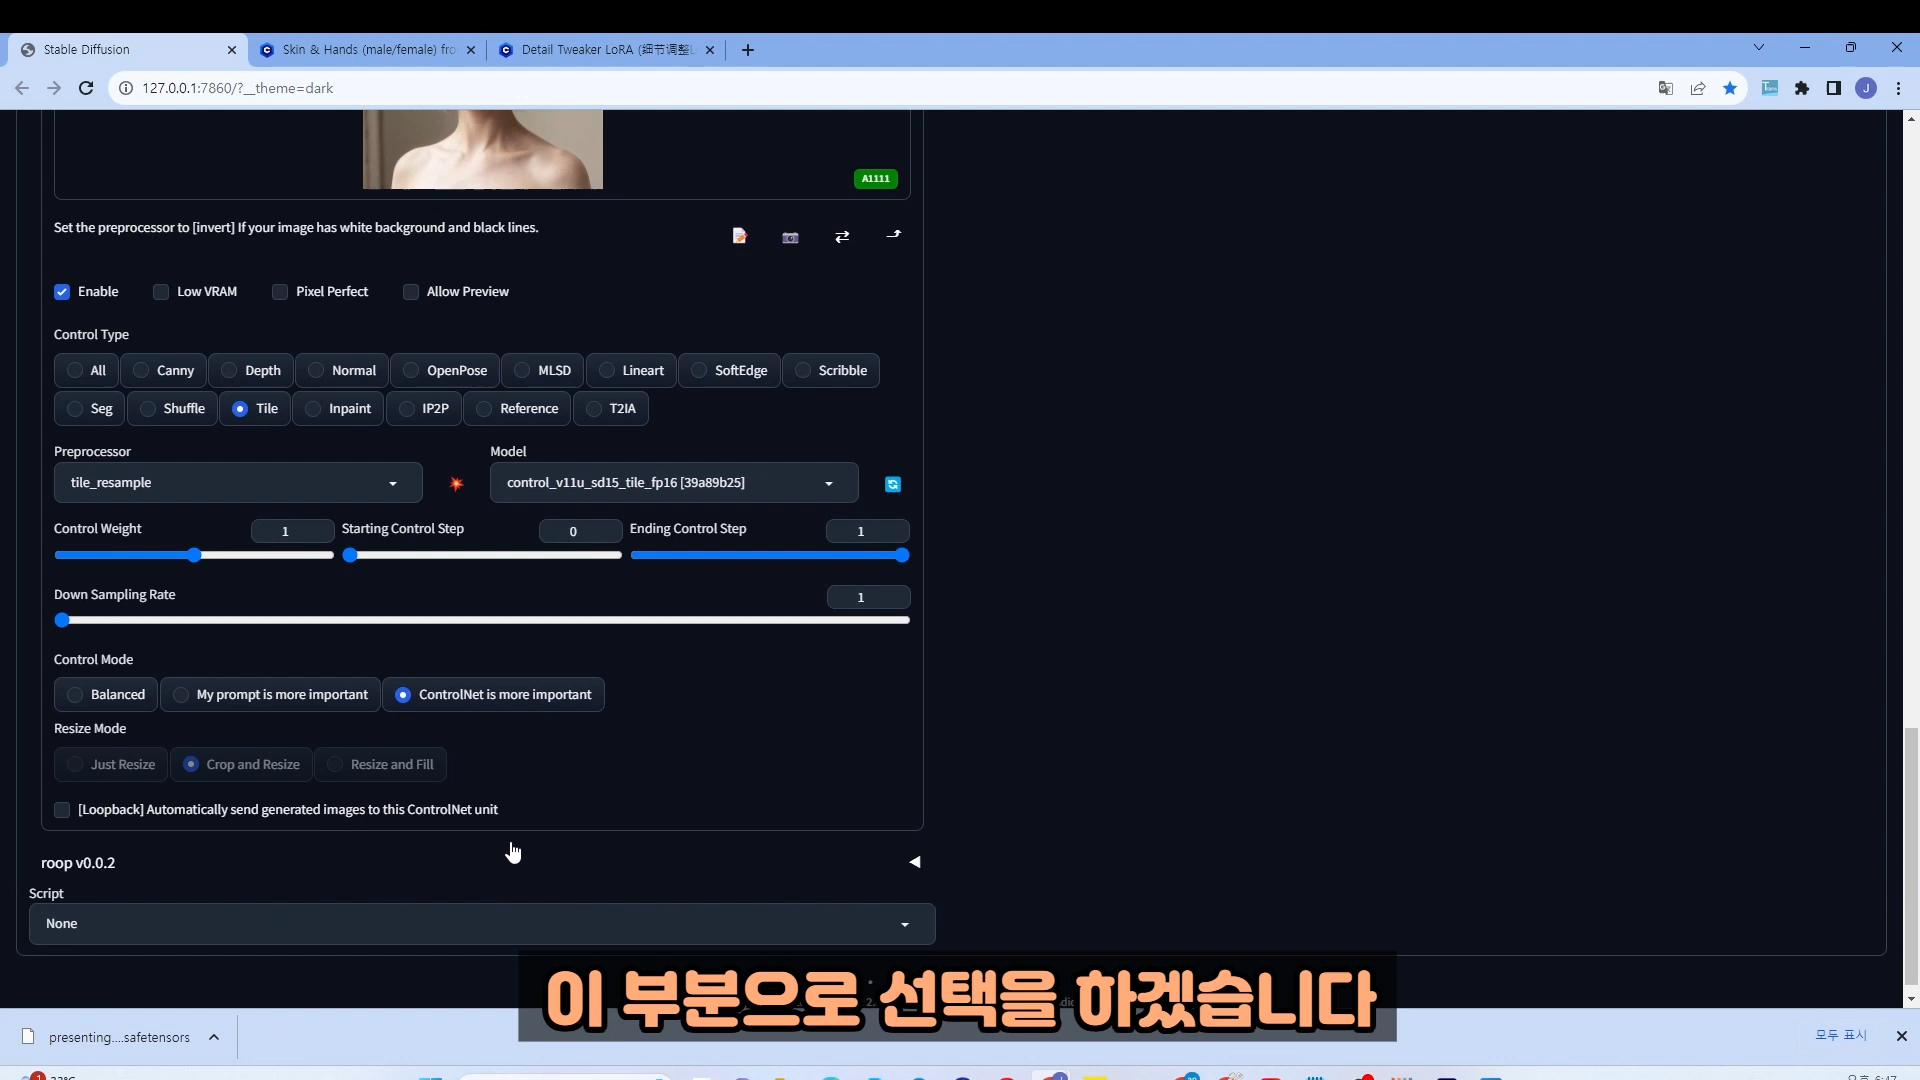 Stable Diffusion
Skin & Hands (male/female) fro
Detail Tweaker LoRA (细节调整L
127.0.0.1:7860/?__theme=dark
J
A1111
Set the preprocessor to [invert] If your image has white background and black lines.
Enable Low VRAM Pixel Perfect Allow Preview
Control Type
All Canny Depth Normal OpenPose MLSD Lineart SoftEdge Scribble
Seg Shuffle Tile Inpaint IP2P Reference T2IA
Preprocessor Model
tile_resample control_v11u_sd15_tile_fp16 [39a89b25]
Control Weight 1 Starting Control Step 0 Ending Control Step 1
Down Sampling Rate 1
Control Mode
Balanced My prompt is more important ControlNet is more important
Resize Mode
Just Resize Crop and Resize Resize and Fill
[Loopback] Automatically send generated images to this ControlNet unit
roop v0.0.2
Script
None
이 부분으로 선택을 하겠습니다
presenting....safetensors 모두 표시